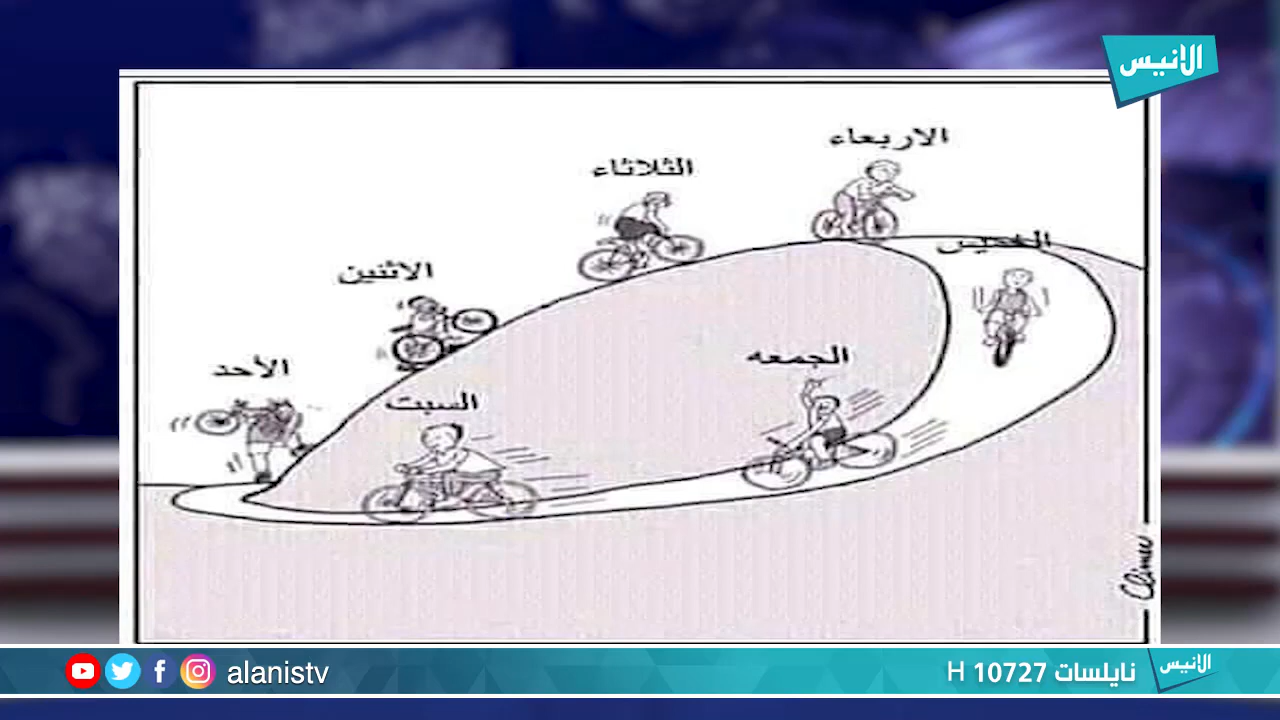 الانيس
الاربعاء
الثلاثاء
الخميس
الاثنين
الجمعه
الأحد
السبت
alanistv
نايلسات 10727 H
الانيس